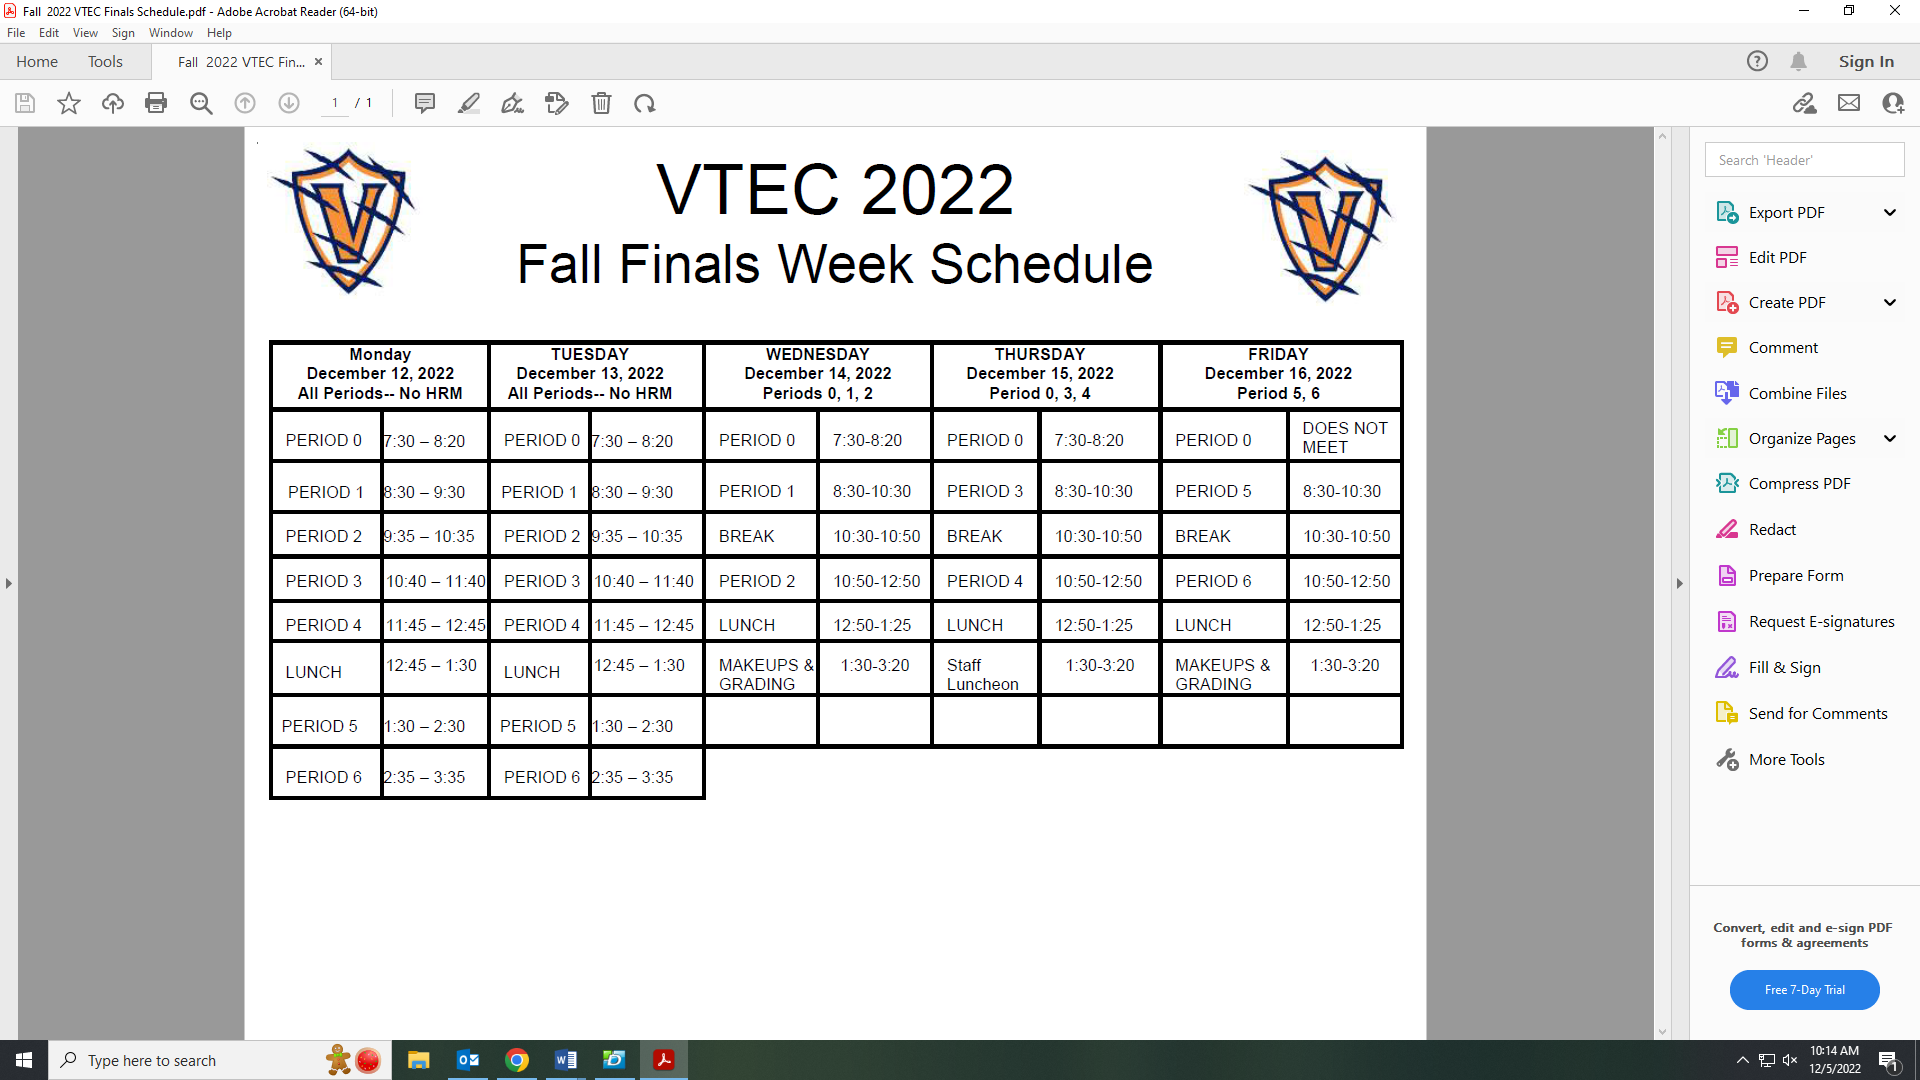 Fall  2022 VTEC Finals Schedule.pdf - Adobe Acrobat Reader (64-bit)
File Edit View Sign Window Help
Home Tools Fall  2022 VTEC Fin... Sign In
1 / 1
V
VTEC 2022
V
Fall Finals Week Schedule
Monday TUESDAY WEDNESDAY THURSDAY FRIDAY
December 12, 2022 December 13, 2022 December 14, 2022 December 15, 2022 December 16, 2022
All Periods-- No HRM All Periods-- No HRM Periods 0, 1, 2 Period 0, 3, 4 Period 5, 6
PERIOD 0 7:30 – 8:20 PERIOD 0 7:30 – 8:20 PERIOD 0 7:30-8:20 PERIOD 0 7:30-8:20 PERIOD 0 DOES NOT
MEET
PERIOD 1 8:30 – 9:30 PERIOD 1 8:30 – 9:30 PERIOD 1 8:30-10:30 PERIOD 3 8:30-10:30 PERIOD 5 8:30-10:30
PERIOD 2 9:35 – 10:35 PERIOD 2 9:35 – 10:35 BREAK 10:30-10:50 BREAK 10:30-10:50 BREAK 10:30-10:50
PERIOD 3 10:40 – 11:40 PERIOD 3 10:40 – 11:40 PERIOD 2 10:50-12:50 PERIOD 4 10:50-12:50 PERIOD 6 10:50-12:50
PERIOD 4 11:45 – 12:45 PERIOD 4 11:45 – 12:45 LUNCH 12:50-1:25 LUNCH 12:50-1:25 LUNCH 12:50-1:25
LUNCH 12:45 – 1:30 LUNCH 12:45 – 1:30 MAKEUPS & 1:30-3:20 Staff 1:30-3:20 MAKEUPS & 1:30-3:20
GRADING Luncheon GRADING
PERIOD 5 1:30 – 2:30 PERIOD 5 1:30 – 2:30
PERIOD 6 2:35 – 3:35 PERIOD 6 2:35 – 3:35
Search 'Header'
Export PDF
Edit PDF
Create PDF
Comment
Combine Files
Organize Pages
Compress PDF
Redact
Prepare Form
Request E-signatures
Fill & Sign
Send for Comments
More Tools
Convert, edit and e-sign PDF
forms & agreements
Free 7-Day Trial
Type here to search
10:14 AM
12/5/2022
1